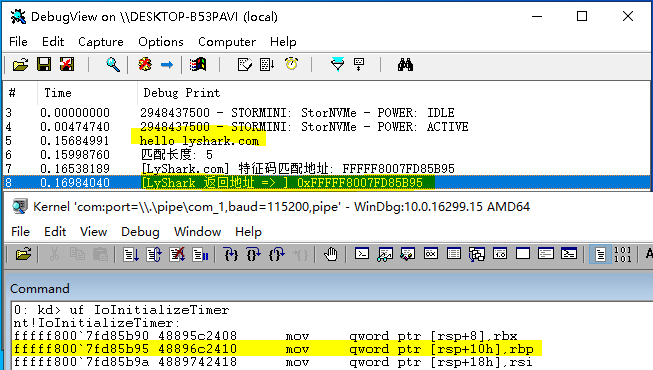 DebugView on \\DESKTOP-B53PAVI (local)
File Edit Capture Options Computer Help
# Time Debug Print
3 0.00000000 2948437500 - STORMINI: StorNVMe - POWER: IDLE
4 0.00474740 2948437500 - STORMINI: StorNVMe - POWER: ACTIVE
5 0.15684991 hello lyshark.com
6 0.15998760 匹配长度: 5
7 0.16538189 [LyShark.com] 特征码匹配地址: FFFFF8007FD85B95
8 0.16984040 [LyShark 返回地址 => ] 0xFFFFF8007FD85B95
Kernel 'com:port=\\.\pipe\com_1,baud=115200,pipe' - WinDbg:10.0.16299.15 AMD64
File Edit View Debug Window Help
Command
0: kd> uf IoInitializeTimer
nt!IoInitializeTimer:
fffff800`7fd85b90 48895c2408 mov qword ptr [rsp+8],rbx
fffff800`7fd85b95 48896c2410 mov qword ptr [rsp+10h],rbp
fffff800`7fd85b9a 4889742418 mov qword ptr [rsp+18h],rsi